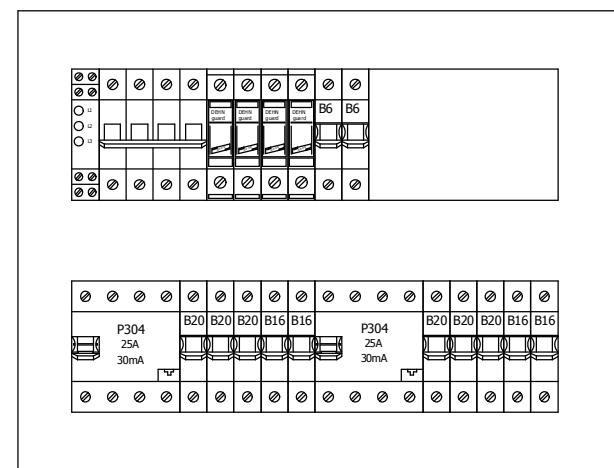 L1
L2
L3
DEHN guard DEHN guard DEHN guard DEHN guard
B6 B6
P304
25A
30mA
B20 B20 B20 B16 B16
P304
25A
30mA
B20 B20 B20 B16 B16